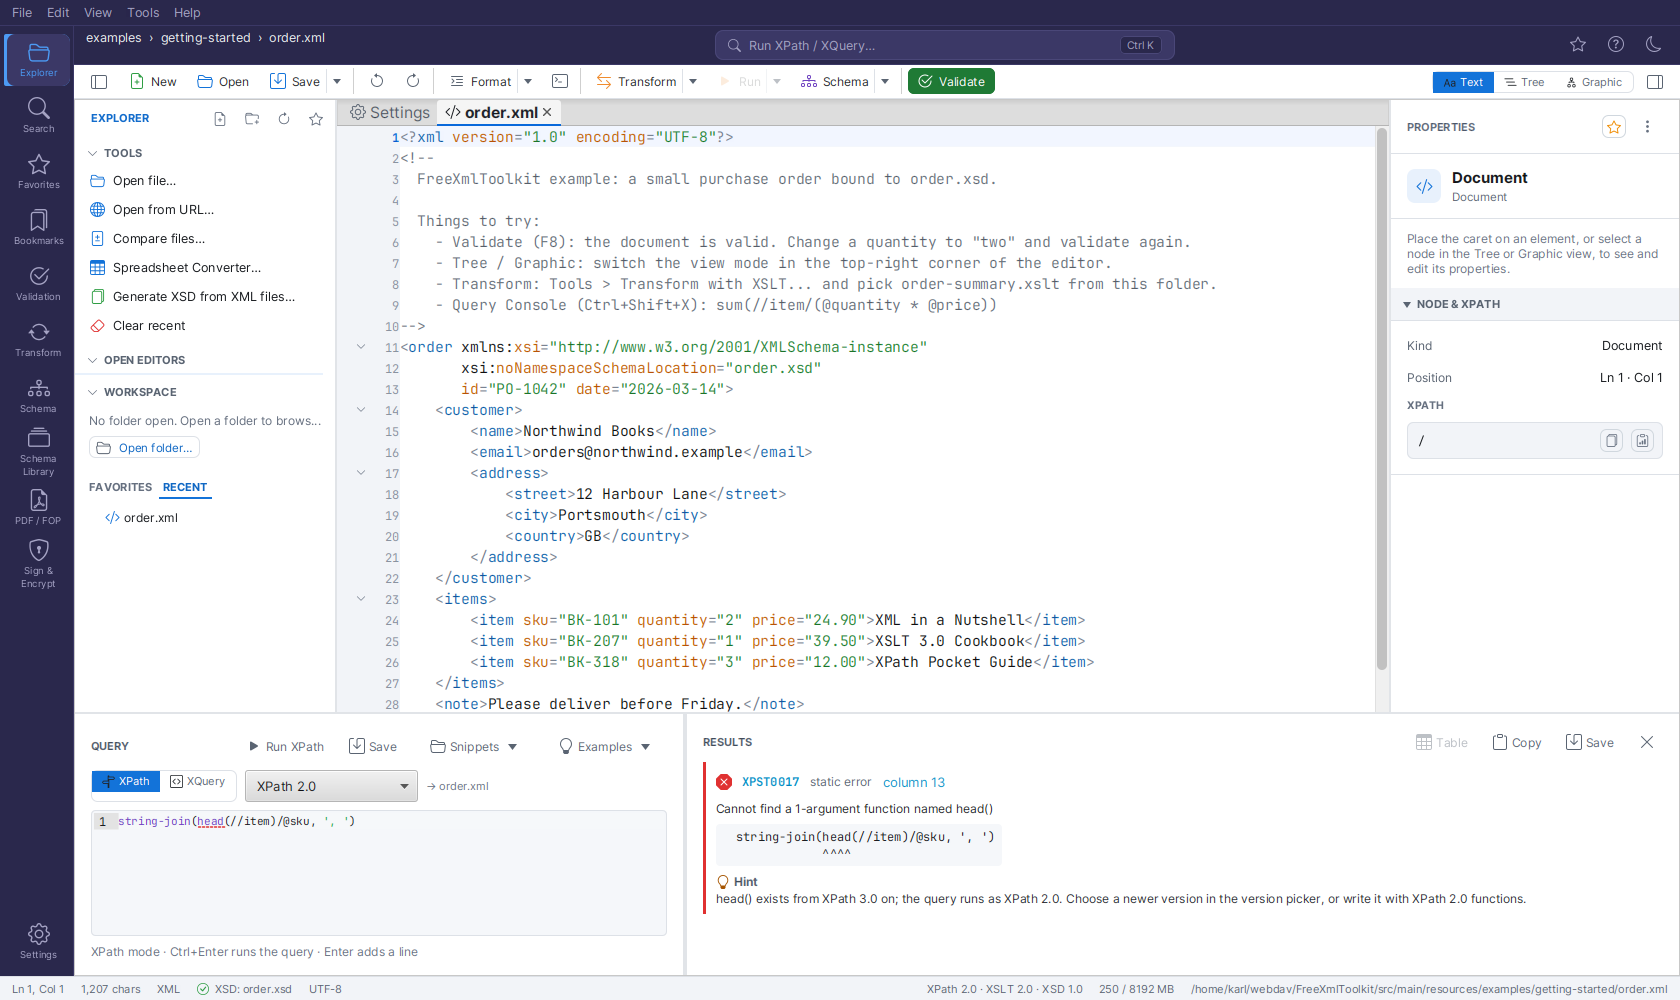 File Edit View Tools Help
examples › getting-started › order.xml
Run XPath / XQuery... Ctrl K
New Open Save Format Transform Run Schema Validate
Aa Text Tree Graphic
Explorer
Search
Favorites
Bookmarks
Validation
Transform
Schema
Schema
Library
PDF / FOP
Sign &
Encrypt
Settings
EXPLORER
TOOLS
Open file...
Open from URL...
Compare files...
Spreadsheet Converter...
Generate XSD from XML files...
Clear recent
OPEN EDITORS
WORKSPACE
No folder open. Open a folder to brows...
Open folder...
FAVORITES RECENT
</> order.xml
Settings </> order.xml ×
1 <?xml version="1.0" encoding="UTF-8"?>
2 <!--
3 FreeXmlToolkit example: a small purchase order bound to order.xsd.
4
5 Things to try:
6 - Validate (F8): the document is valid. Change a quantity to "two" and validate again.
7 - Tree / Graphic: switch the view mode in the top-right corner of the editor.
8 - Transform: Tools > Transform with XSLT... and pick order-summary.xslt from this folder.
9 - Query Console (Ctrl+Shift+X): sum(//item/(@quantity * @price))
10 -->
11 <order xmlns:xsi="http://www.w3.org/2001/XMLSchema-instance"
12 xsi:noNamespaceSchemaLocation="order.xsd"
13 id="PO-1042" date="2026-03-14">
14 <customer>
15 <name>Northwind Books</name>
16 <email>orders@northwind.example</email>
17 <address>
18 <street>12 Harbour Lane</street>
19 <city>Portsmouth</city>
20 <country>GB</country>
21 </address>
22 </customer>
23 <items>
24 <item sku="BK-101" quantity="2" price="24.90">XML in a Nutshell</item>
25 <item sku="BK-207" quantity="1" price="39.50">XSLT 3.0 Cookbook</item>
26 <item sku="BK-318" quantity="3" price="12.00">XPath Pocket Guide</item>
27 </items>
28 <note>Please deliver before Friday.</note>
PROPERTIES
</> Document
Document
Place the caret on an element, or select a
node in the Tree or Graphic view, to see and
edit its properties.
NODE & XPATH
Kind Document
Position Ln 1 · Col 1
XPATH
/
QUERY Run XPath Save Snippets Examples
XPath XQuery XPath 2.0 → order.xml
1 string-join(head(//item)/@sku, ', ')
XPath mode · Ctrl+Enter runs the query · Enter adds a line
RESULTS Table Copy Save
XPST0017 static error column 13
Cannot find a 1-argument function named head()
string-join(head(//item)/@sku, ', ')
^^^^
Hint
head() exists from XPath 3.0 on; the query runs as XPath 2.0. Choose a newer version in the version picker, or write it with XPath 2.0 functions.
Ln 1, Col 1 1,207 chars XML XSD: order.xsd UTF-8 XPath 2.0 · XSLT 2.0 · XSD 1.0 250 / 8192 MB /home/karl/webdav/FreeXmlToolkit/src/main/resources/examples/getting-started/order.xml